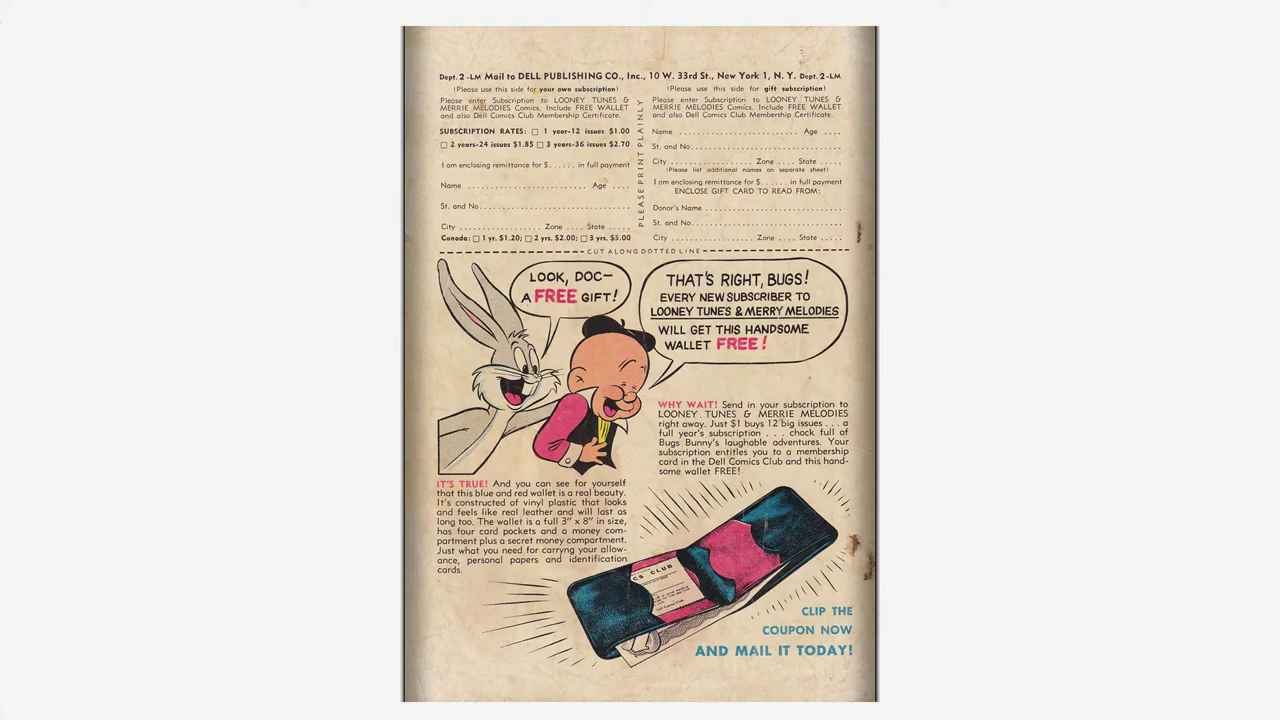 Dept. 2-LM Mail to DELL PUBLISHING CO., Inc., 10 W. 33rd St., New York 1, N. Y. Dept. 2-LM
(Please use this side for your own subscription)
Please enter Subscription to LOONEY TUNES &
MERRIE MELODIES Comics. Include FREE WALLET
and also Dell Comics Club Membership Certificate.
SUBSCRIPTION RATES: □ 1 year-12 issues $1.00
□ 2 years-24 issues $1.85 □ 3 years-36 issues $2.70
I am enclosing remittance for $...... in full payment
Name .............................. Age ....
St. and No......................................
City .................... Zone .... State ......
Canada: □ 1 yr. $1.20; □ 2 yrs. $2.00; □ 3 yrs. $3.00
PLEASE PRINT PLAINLY
(Please use this side for gift subscription)
Please enter Subscription to LOONEY TUNES &
MERRIE MELODIES Comics. Include FREE WALLET
and also Dell Comics Club Membership Certificate.
Name .............................. Age ....
St. and No......................................
City .................... Zone .... State ....
(Please list additional names on separate sheet)
I am enclosing remittance for $...... in full payment
ENCLOSE GIFT CARD TO READ FROM:
Donor's Name ..................................
St. and No......................................
City .................... Zone .... State .....
CUT ALONG DOTTED LINE
LOOK, DOC—
A FREE GIFT!
THAT'S RIGHT, BUGS!
EVERY NEW SUBSCRIBER TO
LOONEY TUNES & MERRY MELODIES
WILL GET THIS HANDSOME
WALLET FREE!
WHY WAIT! Send in your subscription to
LOONEY TUNES & MERRIE MELODIES
right away. Just $1 buys 12 big issues . . . a
full year's subscription . . . chock full of
Bugs Bunny's laughable adventures. Your
subscription entitles you to a membership
card in the Dell Comics Club and this hand-
some wallet FREE!
IT'S TRUE! And you can see for yourself
that this blue and red wallet is a real beauty.
It's constructed of vinyl plastic that looks
and feels like real leather and will last as
long too. The wallet is a full 3" x 8" in size,
has four card pockets and a money com-
partment plus a secret money compartment.
Just what you need for carryng your allow-
ance, personal papers and identification
cards.
CS CLUB
CLIP THE
COUPON NOW
AND MAIL IT TODAY!